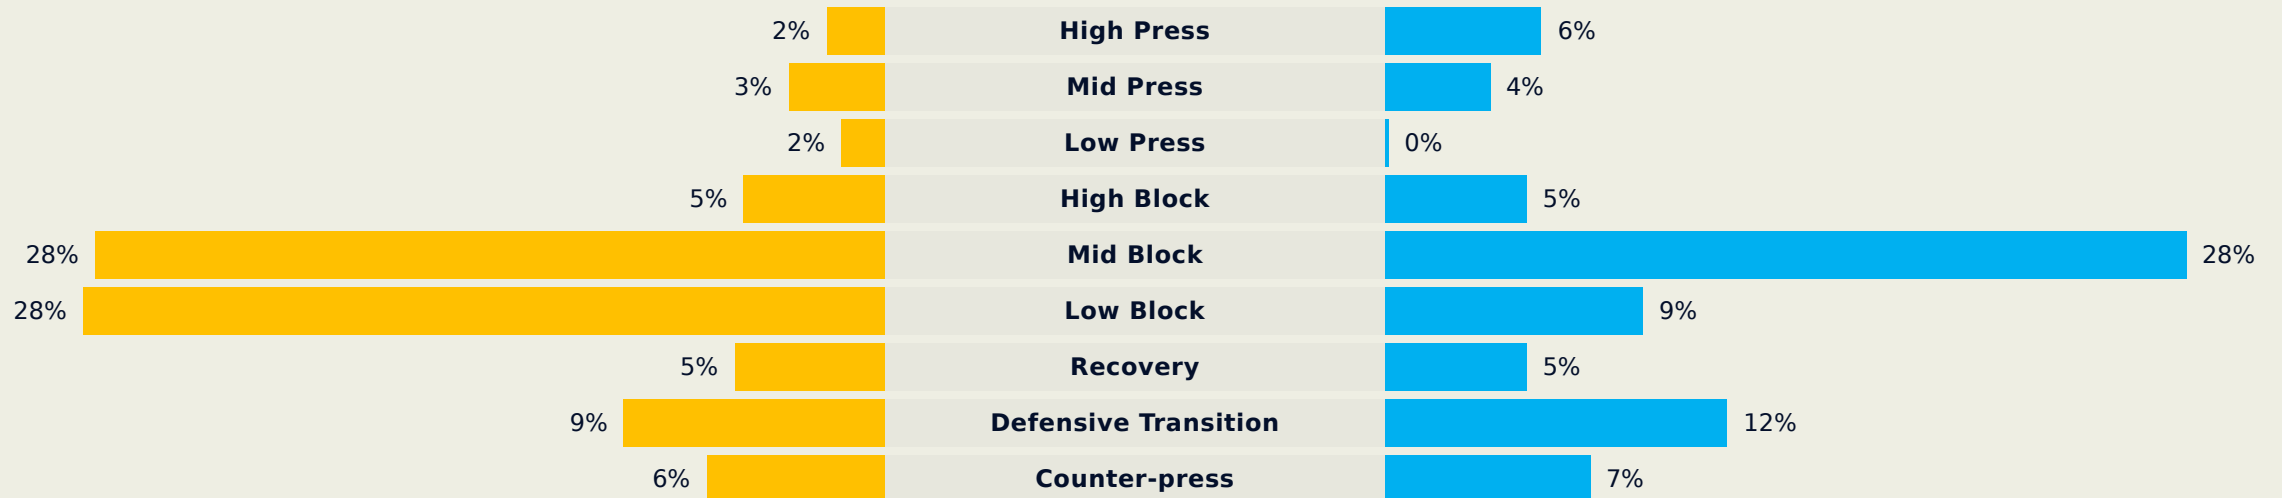 2% High Press 6%
3% Mid Press 4%
2% Low Press 0%
5% High Block 5%
28% Mid Block 28%
28% Low Block 9%
5% Recovery 5%
9% Defensive Transition 12%
6% Counter-press 7%